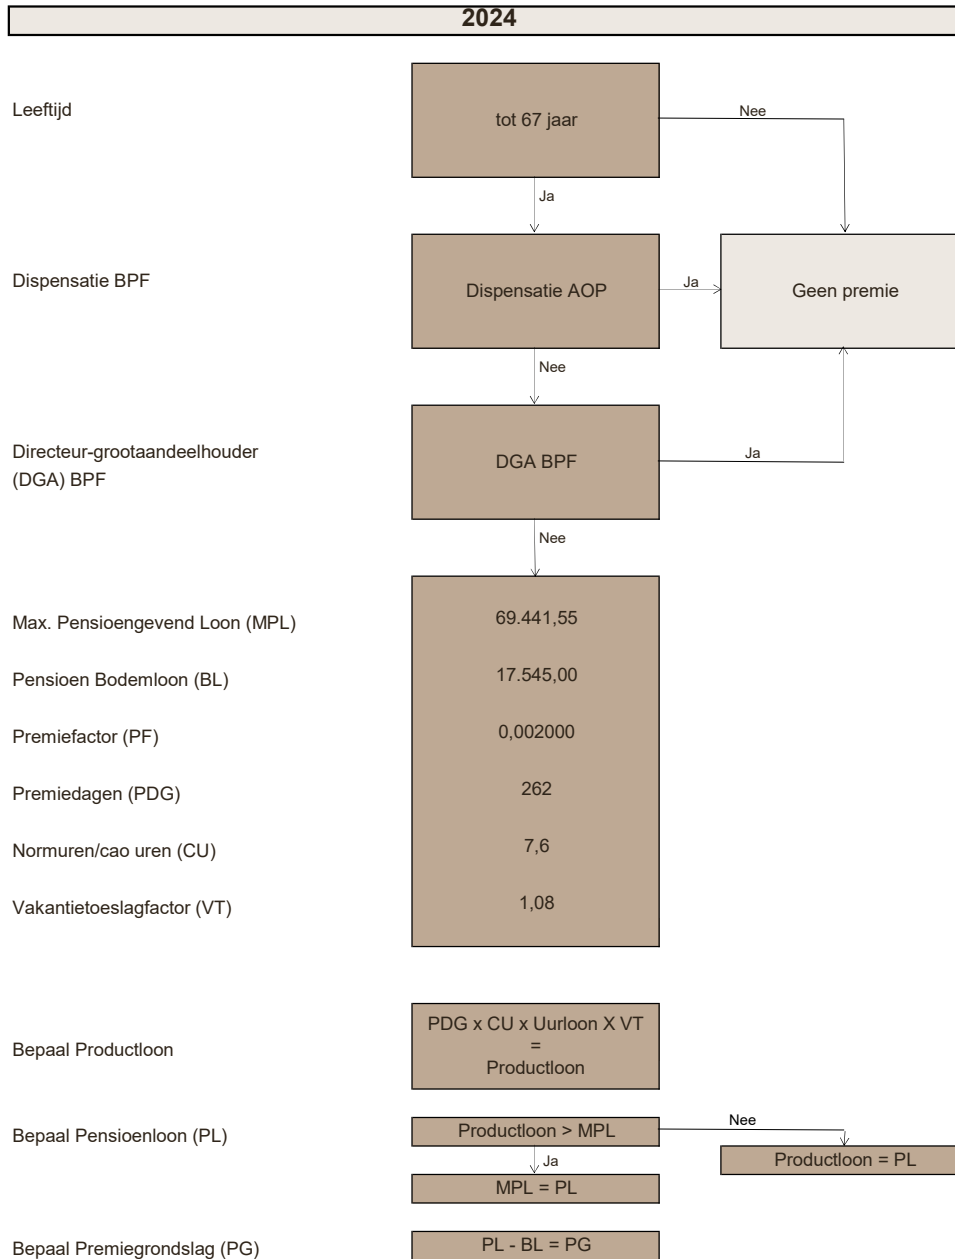 2024
Leeftijd
tot 67 jaar
Nee
Ja
Dispensatie BPF
Dispensatie AOP
Ja
Geen premie
Nee
Directeur-grootaandeelhouder
(DGA) BPF
DGA BPF
Ja
Nee
Max. Pensioengevend Loon (MPL)
69.441,55
Pensioen Bodemloon (BL)
17.545,00
Premiefactor (PF)
0,002000
Premiedagen (PDG)
262
Normuren/cao uren (CU)
7,6
Vakantietoeslagfactor (VT)
1,08
Bepaal Productloon
PDG x CU x Uurloon X VT
=
Productloon
Bepaal Pensioenloon (PL)
Productloon > MPL
Nee
Ja
Productloon = PL
MPL = PL
Bepaal Premiegrondslag (PG)
PL - BL = PG